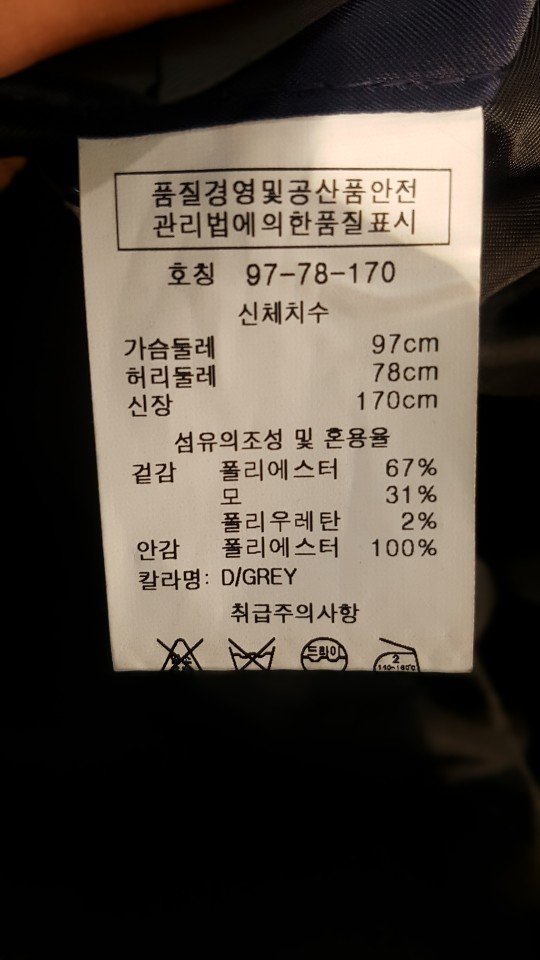 품질경영및공산품안전
관리법에의한품질표시
호칭 97-78-170
신체치수
가슴둘레 97cm
허리둘레 78cm
신장 170cm
섬유의조성 및 혼용율
겉감 폴리에스터 67%
모 31%
폴리우레탄 2%
안감 폴리에스터 100%
칼라명: D/GREY
취급주의사항
드라이 2
140~160℃